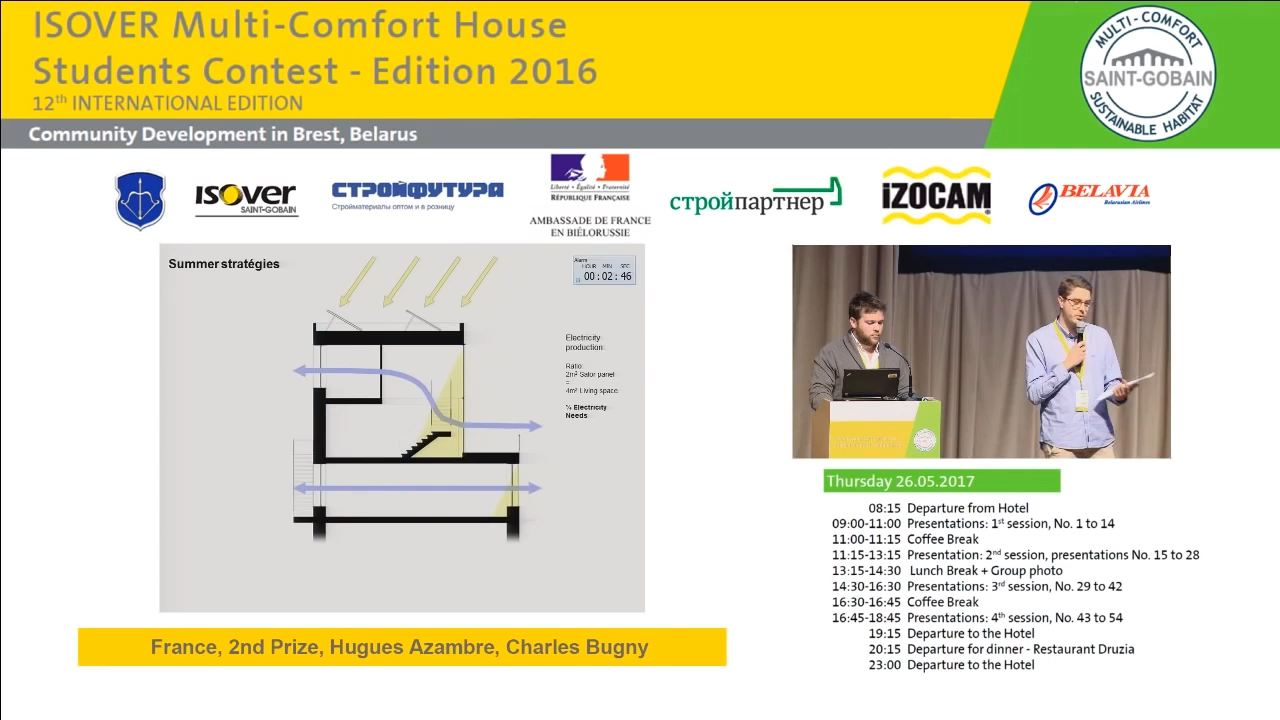 ISOVER Multi-Comfort House
Students Contest - Edition 2016
12th INTERNATIONAL EDITION
Community Development in Brest, Belarus
MULTI-COMFORT
SAINT-GOBAIN
SUSTAINABLE HABITAT
isover
SAINT-GOBAIN
СТРОЙФУТУРА
Стройматериалы оптом и в розницу
Liberté • Égalité • Fraternité
RÉPUBLIQUE FRANÇAISE
AMBASSADE DE FRANCE
EN BIÉLORUSSIE
стройпартнер
iZOCAM
BELAVIA
Belarusian Airlines
Summer stratégies
Alarm:
HOUR MIN SEC
00:02:46
Electricity
production:
Ratio:
2m² Salor panel
=
4m² Living space
¾ Electricity
Needs
Thursday 26.05.2017
08:15 Departure from Hotel
09:00-11:00 Presentations: 1st session, No. 1 to 14
11:00-11:15 Coffee Break
11:15-13:15 Presentation: 2nd session, presentations No. 15 to 28
13:15-14:30 Lunch Break + Group photo
14:30-16:30 Presentations: 3rd session, No. 29 to 42
16:30-16:45 Coffee Break
16:45-18:45 Presentations: 4th session, No. 43 to 54
19:15 Departure to the Hotel
20:15 Departure for dinner - Restaurant Druzia
23:00 Departure to the Hotel
France, 2nd Prize, Hugues Azambre, Charles Bugny